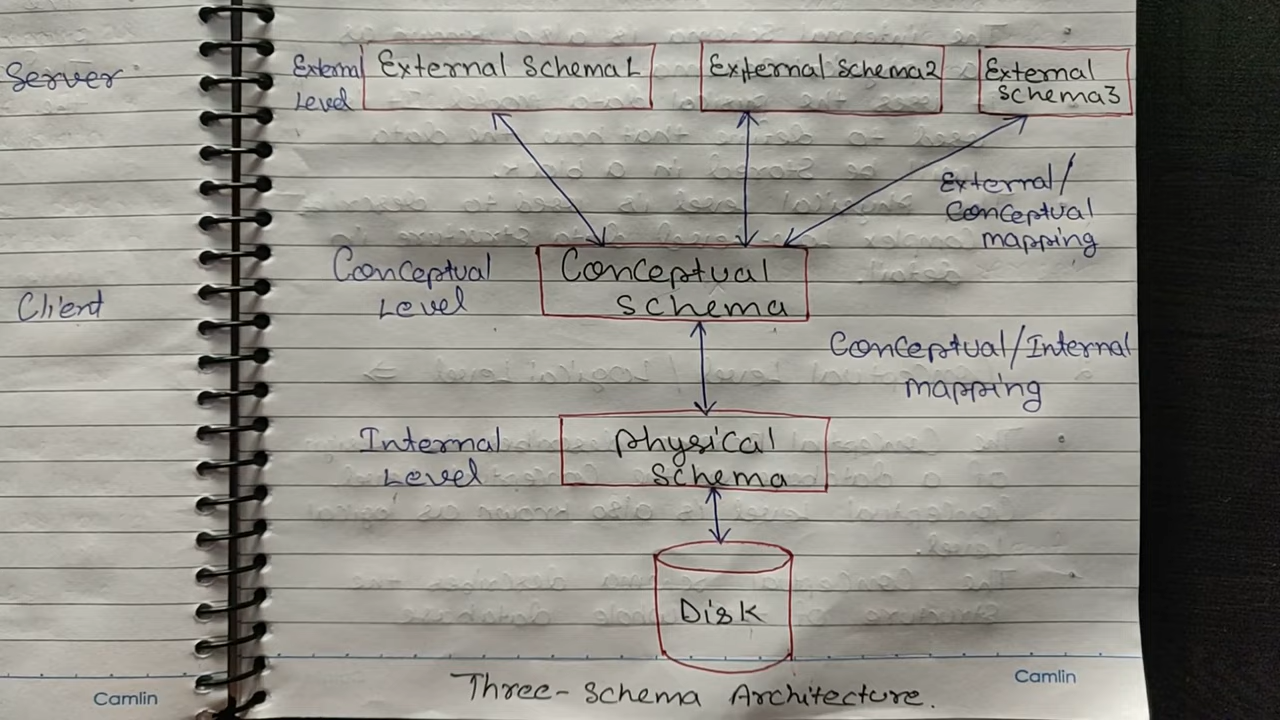 Server
Client
Camlin
External Level
External Schema1
External Schema2
External
Schema3
External/
Conceptual
mapping
Conceptual
Level
Conceptual
Schema
Conceptual/Internal
mapping
Internal
Level
physical
Schema
Disk
Camlin
Three-Schema Architecture.